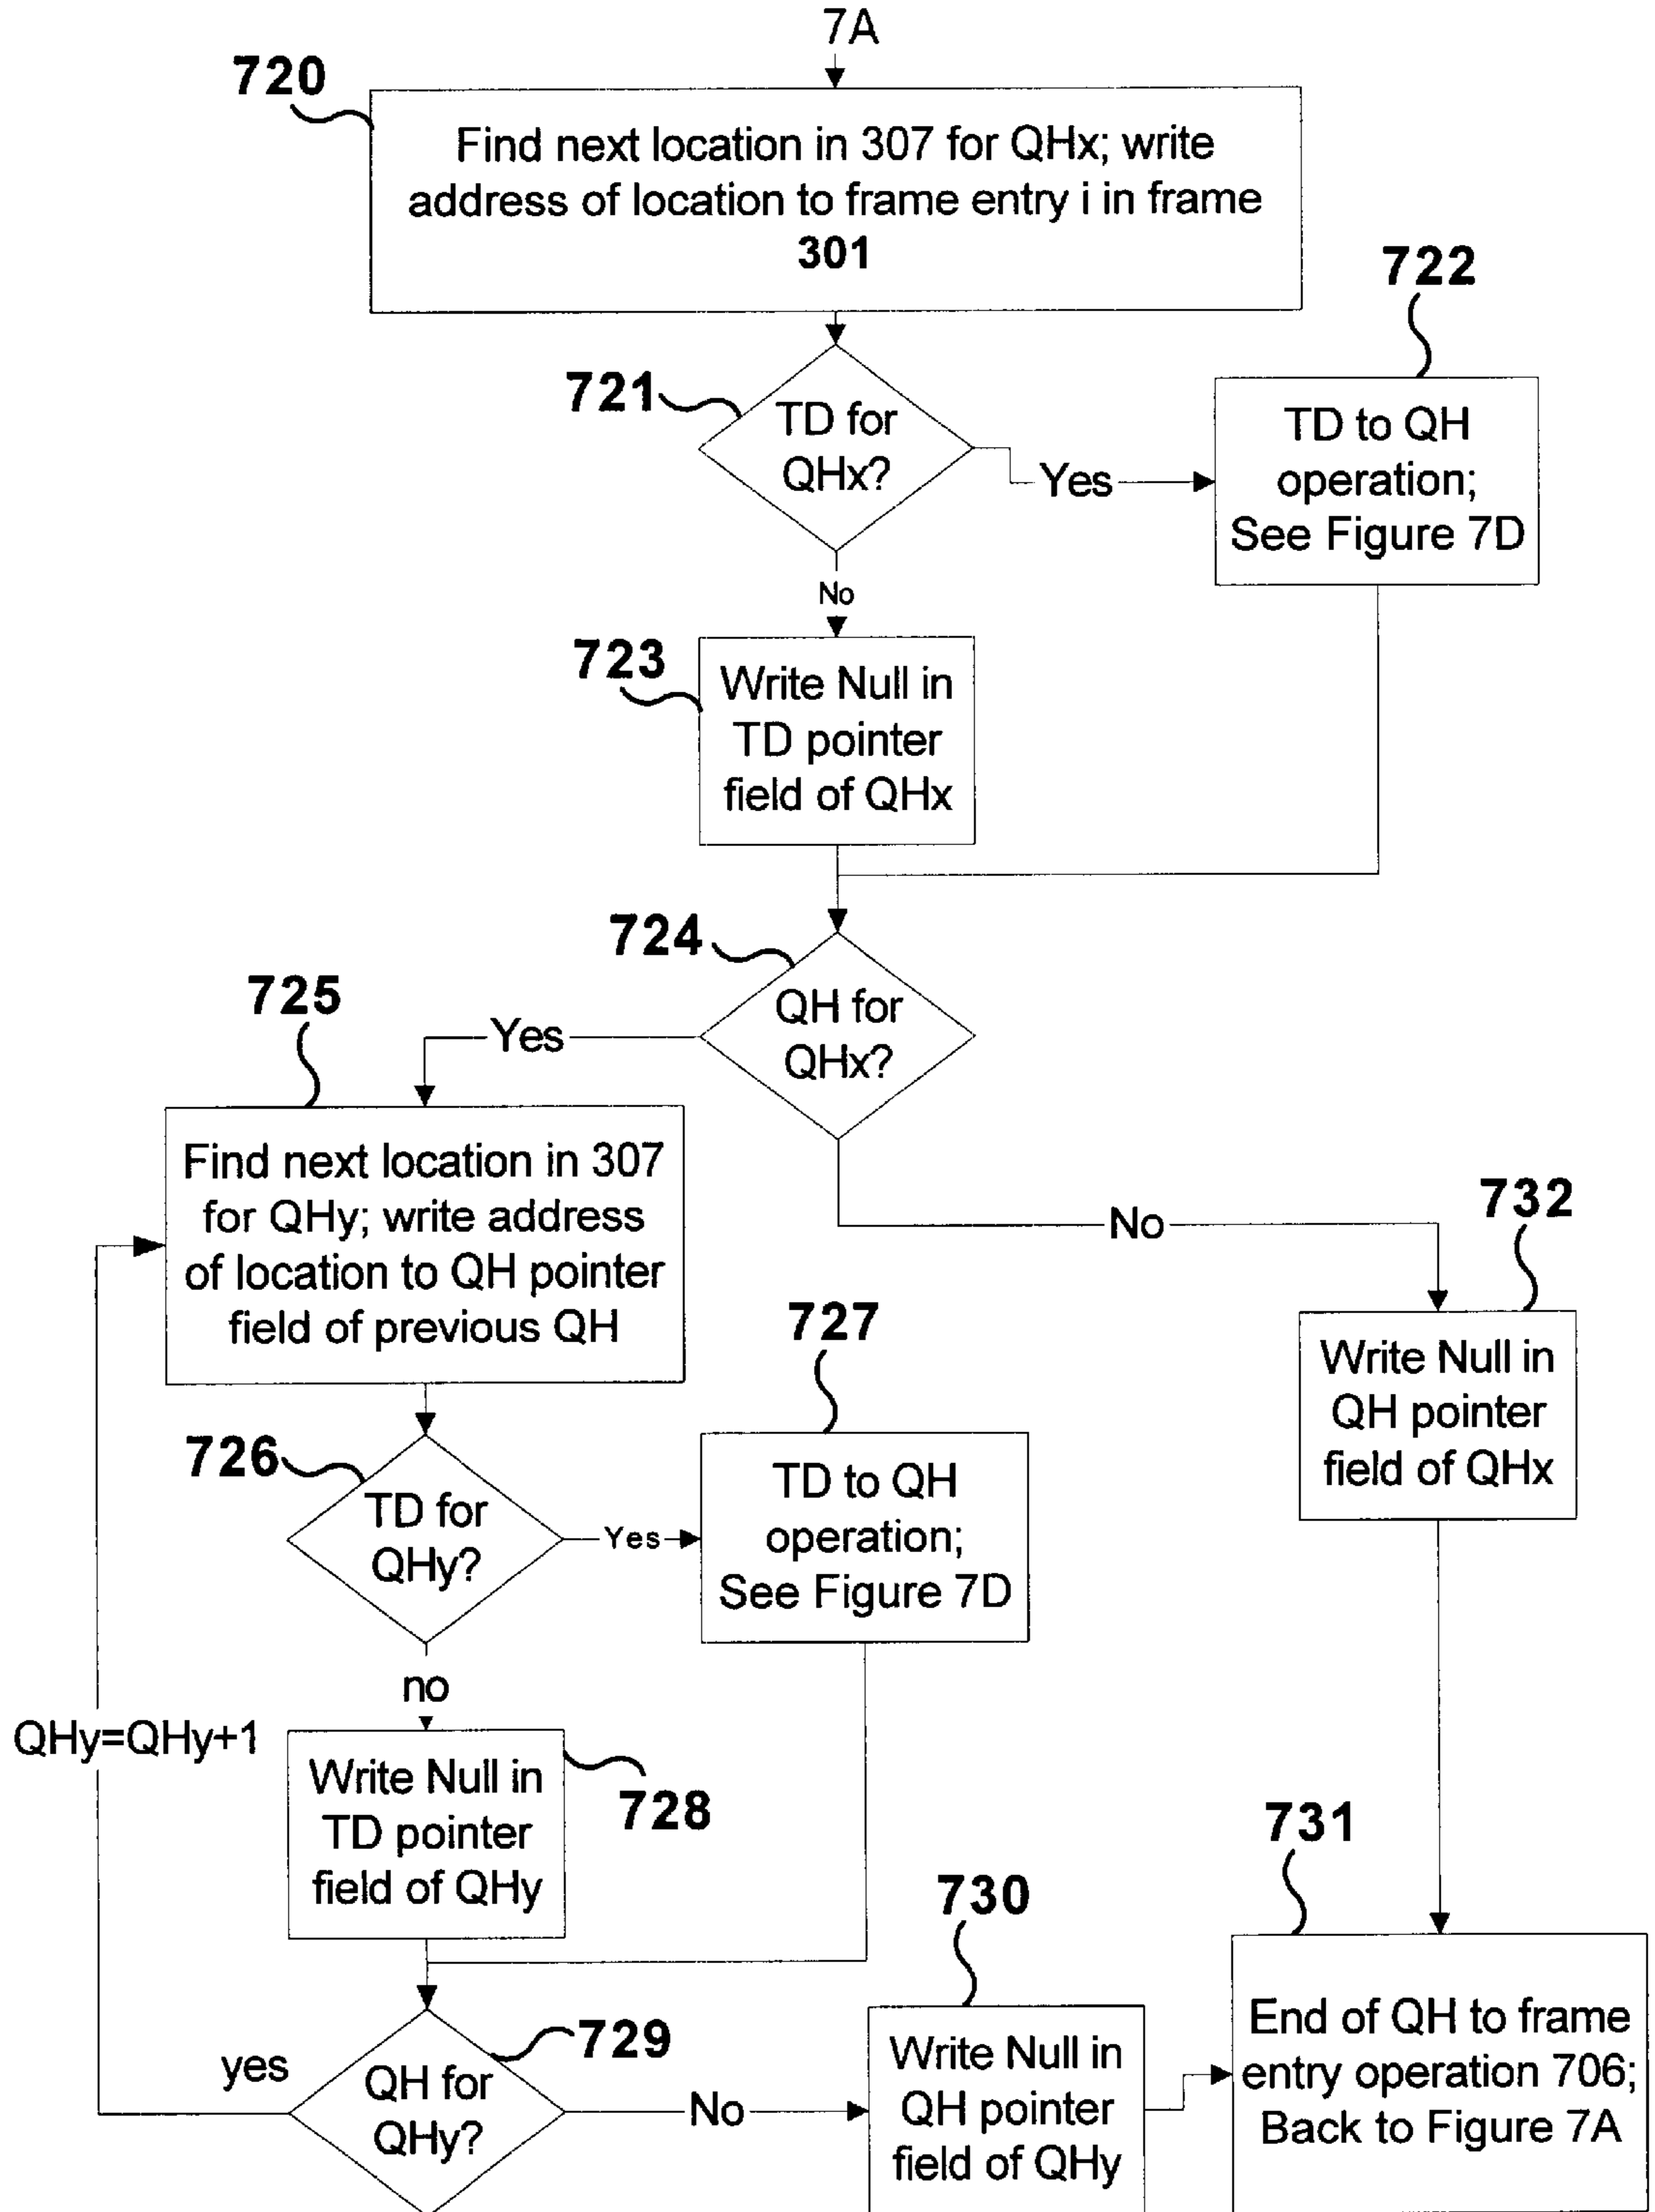 7A
720
Find next location in 307 for QHx; write
address of location to frame entry i in frame
301
721
TD for
QHx?
Yes
722
TD to QH
operation;
See Figure 7D
No
723
Write Null in
TD pointer
field of QHx
724
QH for
QHx?
Yes
725
Find next location in 307
for QHy; write address
of location to QH pointer
field of previous QH
No
732
Write Null in
QH pointer
field of QHx
726
TD for
QHy?
Yes
727
TD to QH
operation;
See Figure 7D
no
QHy=QHy+1
728
Write Null in
TD pointer
field of QHy
729
QH for
QHy?
yes
No
730
Write Null in
QH pointer
field of QHy
731
End of QH to frame
entry operation 706;
Back to Figure 7A